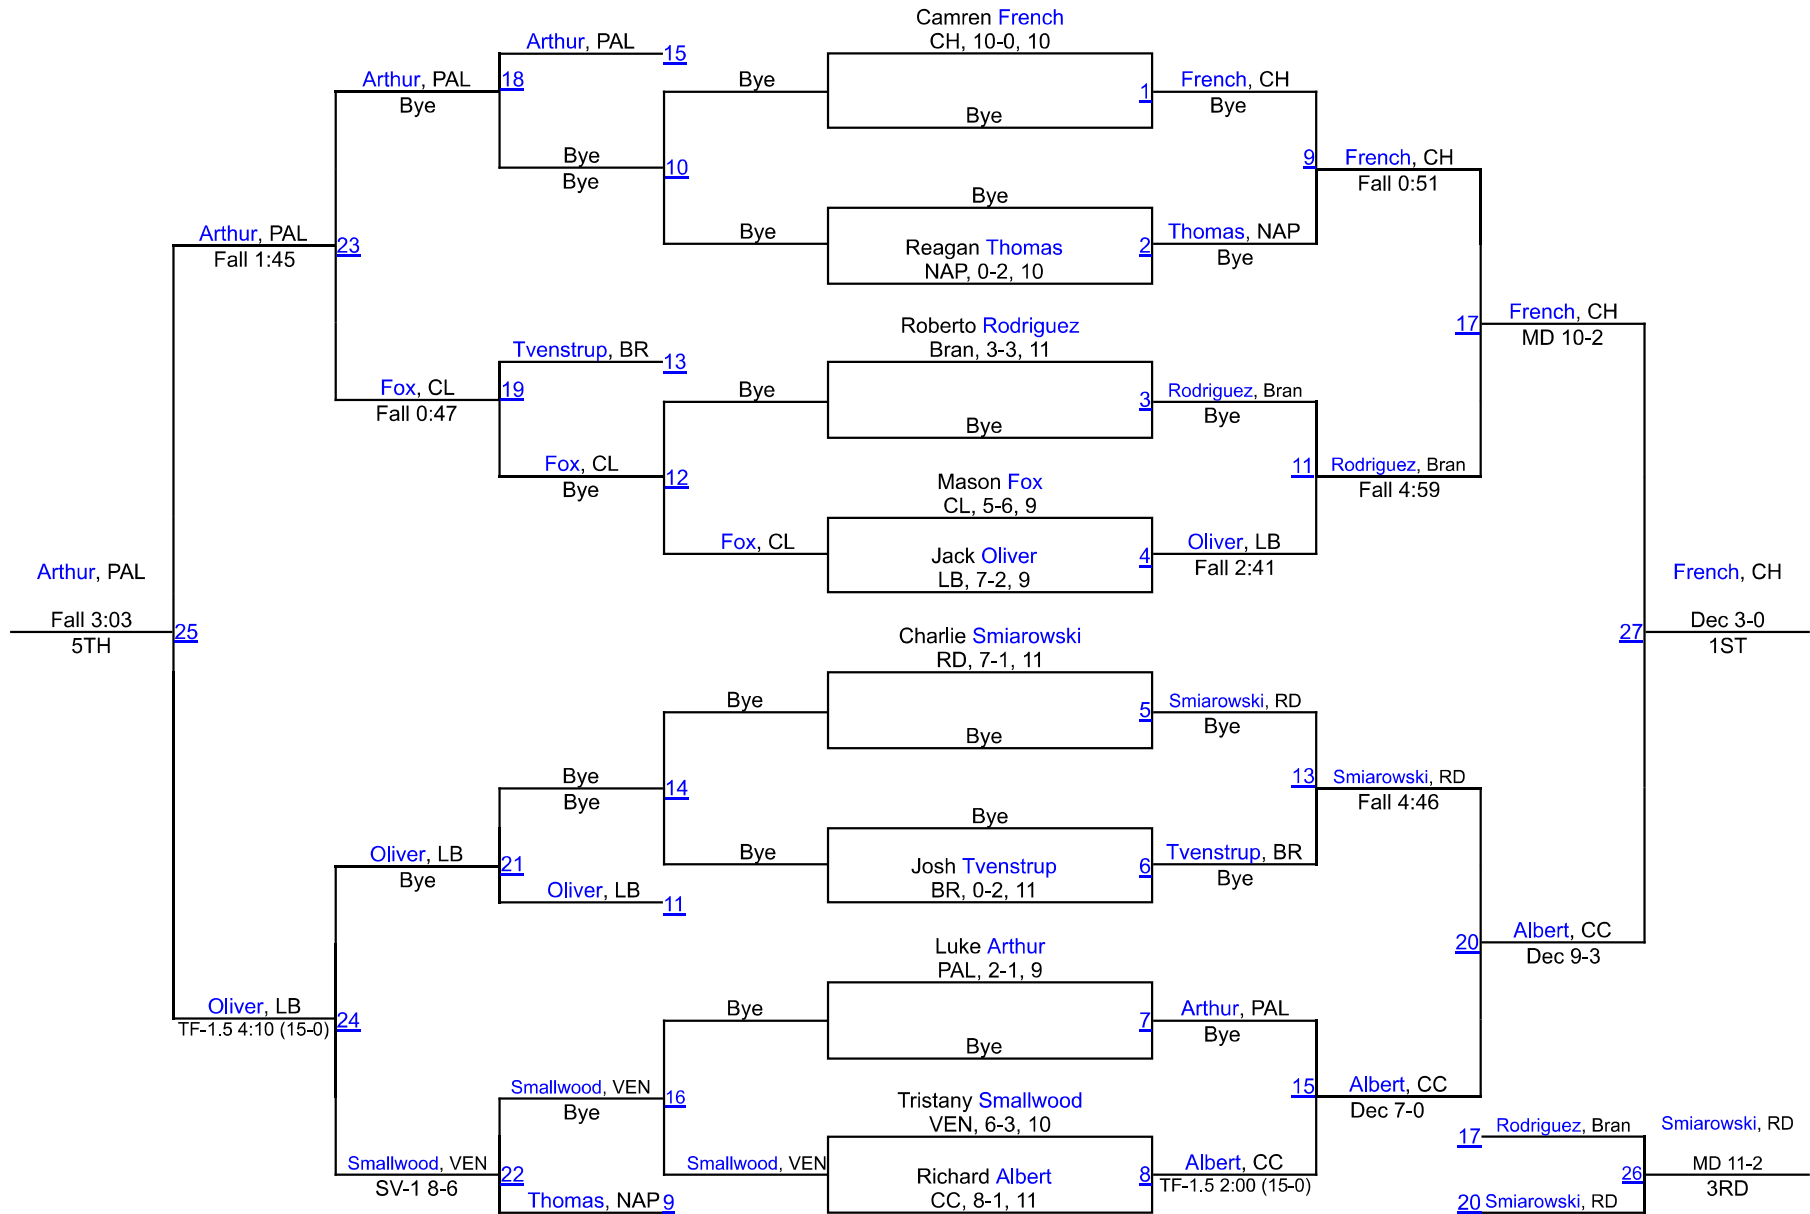 Camren French
CH, 10-0, 10
Arthur, PAL
15
Arthur, PAL
18
Bye
Bye
1
French, CH
Bye
Bye
Bye
Bye
10
9
French, CH
Fall 0:51
Bye
Arthur, PAL
23
Fall 1:45
Bye
Reagan Thomas
NAP, 0-2, 10
2
Thomas, NAP
Bye
17
French, CH
MD 10-2
Roberto Rodriguez
Bran, 3-3, 11
Tvenstrup, BR
13
Fox, CL
19
Fall 0:47
Bye
Bye
3
Rodriguez, Bran
Bye
Fox, CL
Bye
12
11
Rodriguez, Bran
Fall 4:59
Mason Fox
CL, 5-6, 9
Fox, CL
Jack Oliver
LB, 7-2, 9
4
Oliver, LB
Fall 2:41
Arthur, PAL
Fall 3:03
5TH
25
French, CH
27
Dec 3-0
1ST
Charlie Smiarowski
RD, 7-1, 11
Bye
Bye
5
Smiarowski, RD
Bye
Bye
Bye
14
13
Smiarowski, RD
Fall 4:46
Bye
Oliver, LB
Bye
21
Bye
Josh Tvenstrup
BR, 0-2, 11
6
Tvenstrup, BR
Bye
Oliver, LB
11
20
Albert, CC
Dec 9-3
Luke Arthur
PAL, 2-1, 9
Oliver, LB
TF-1.5 4:10 (15-0)
24
Bye
Bye
7
Arthur, PAL
Bye
Smallwood, VEN
Bye
16
15
Albert, CC
Dec 7-0
Tristany Smallwood
VEN, 6-3, 10
Smallwood, VEN
SV-1 8-6
22
Smallwood, VEN
Richard Albert
CC, 8-1, 11
8
Albert, CC
TF-1.5 2:00 (15-0)
Thomas, NAP
9
17
Rodriguez, Bran
Smiarowski, RD
26
MD 11-2
3RD
20
Smiarowski, RD